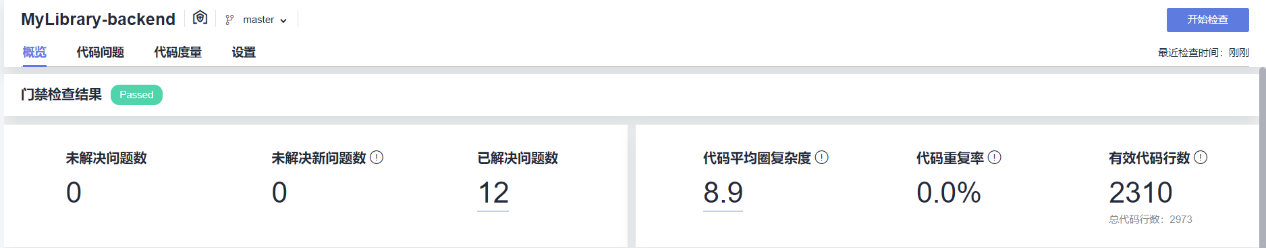 MyLibrary-backend master 开始检查
概览 代码问题 代码度量 设置 最近检查时间：刚刚
门禁检查结果 Passed
未解决问题数 未解决新问题数 已解决问题数 代码平均圈复杂度 代码重复率 有效代码行数
0 0 12 8.9 0.0% 2310
总代码行数：2973